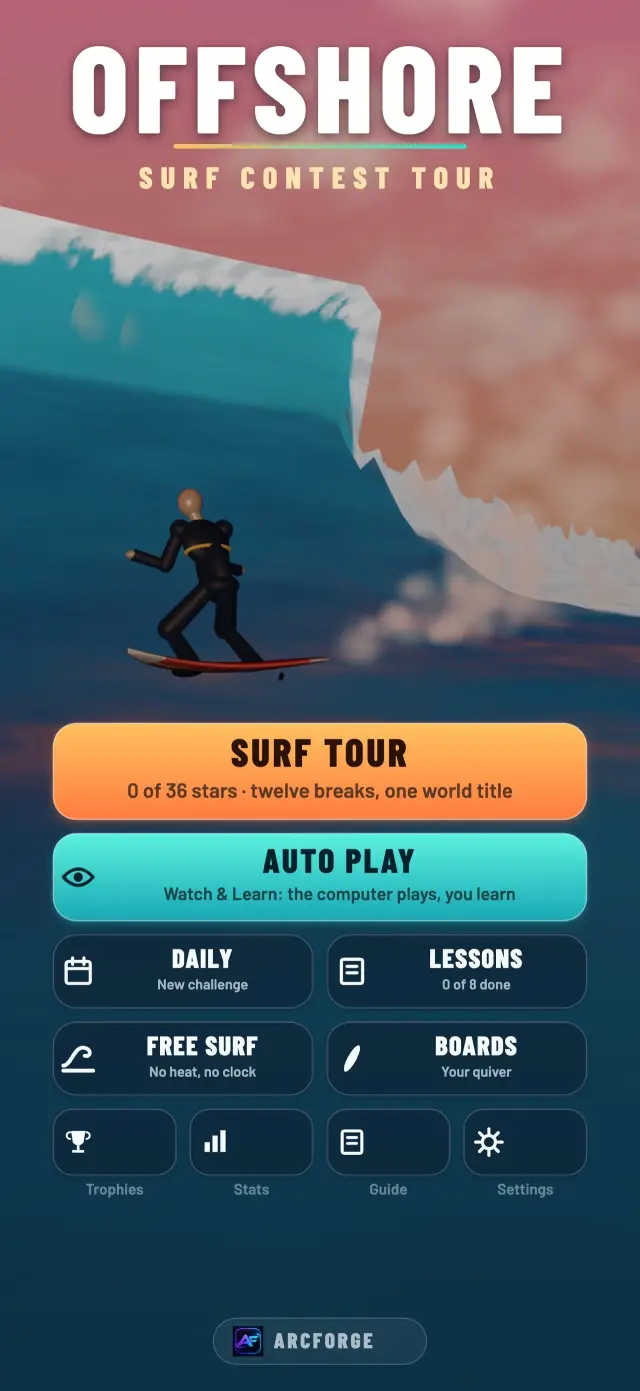 OFFSHORE
SURF CONTEST TOUR
SURF TOUR
0 of 36 stars · twelve breaks, one world title
AUTO PLAY
Watch & Learn: the computer plays, you learn
DAILY
New challenge
LESSONS
0 of 8 done
FREE SURF
No heat, no clock
BOARDS
Your quiver
Trophies
Stats
Guide
Settings
AF ARCFORGE